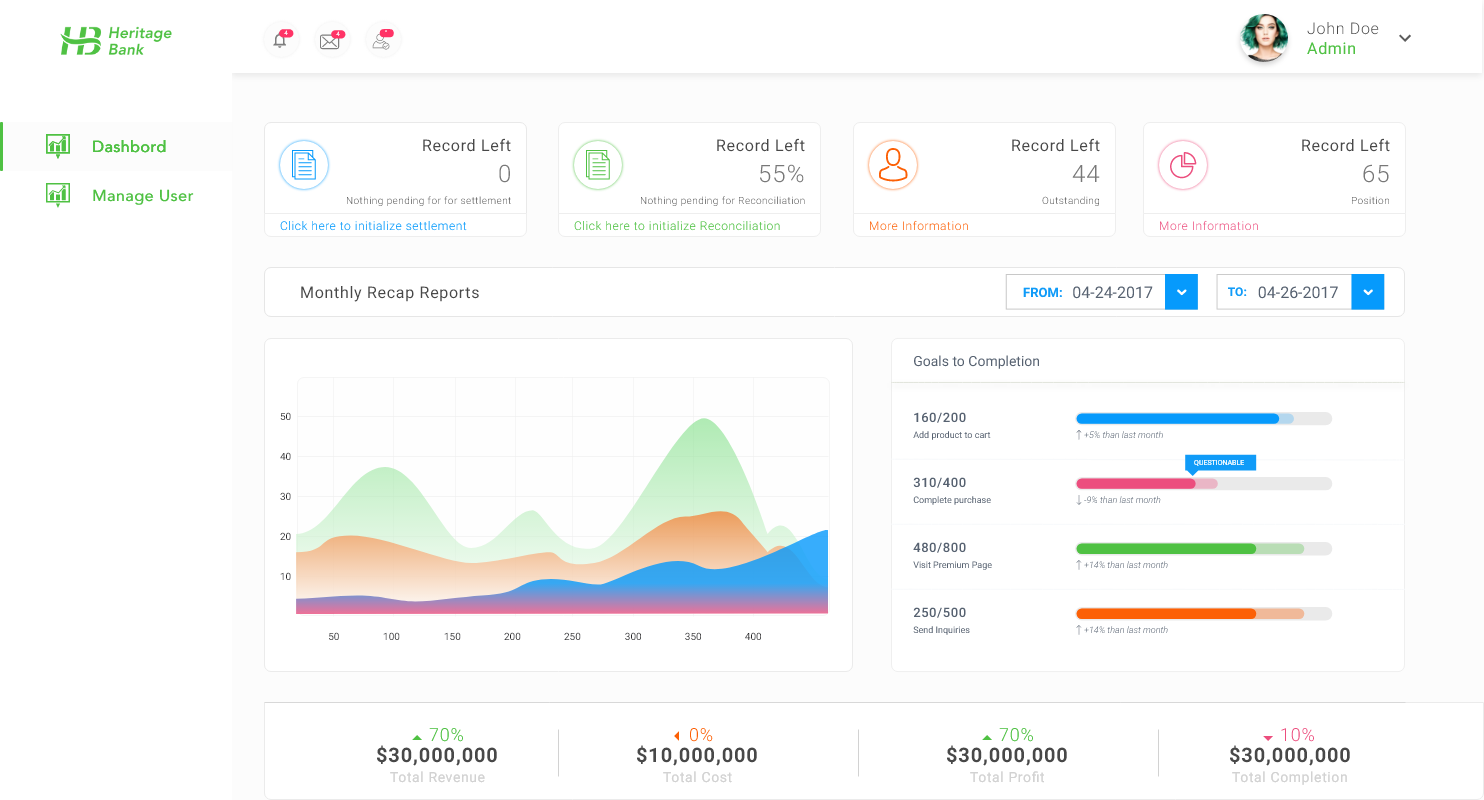 Heritage
Bank
4
4
John Doe
Admin
Dashbord
Manage User
Record Left
0
Nothing pending for for settlement
Click here to initialize settlement
Record Left
55%
Nothing pending for Reconciliation
Click here to initialize Reconciliation
Record Left
44
Outstanding
More Information
Record Left
65
Position
More Information
Monthly Recap Reports
FROM: 04-24-2017
TO: 04-26-2017
50
40
30
20
10
50 100 150 200 250 300 350 400
Goals to Completion
160/200
Add product to cart
+5% than last month
QUESTIONABLE
310/400
Complete purchase
-9% than last month
480/800
Visit Premium Page
+14% than last month
250/500
Send Inquiries
+14% than last month
70%
$30,000,000
Total Revenue
0%
$10,000,000
Total Cost
70%
$30,000,000
Total Profit
10%
$30,000,000
Total Completion